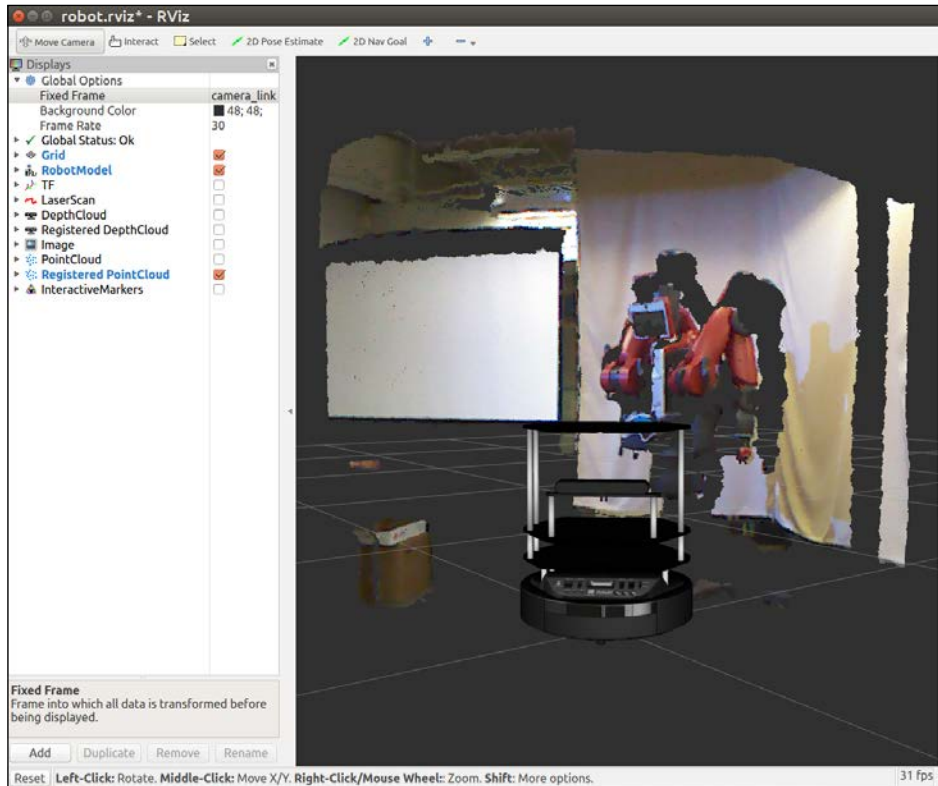 robot.rviz* - RViz
Move Camera Interact Select 2D Pose Estimate 2D Nav Goal
Displays
Global Options
Fixed Frame camera_link
Background Color 48; 48;
Frame Rate 30
Global Status: Ok
Grid
RobotModel
TF
LaserScan
DepthCloud
Registered DepthCloud
Image
PointCloud
Registered PointCloud
InteractiveMarkers
Fixed Frame
Frame into which all data is transformed before
being displayed.
Add Duplicate Remove Rename
Reset Left-Click: Rotate. Middle-Click: Move X/Y. Right-Click/Mouse Wheel:: Zoom. Shift: More options. 31 fps